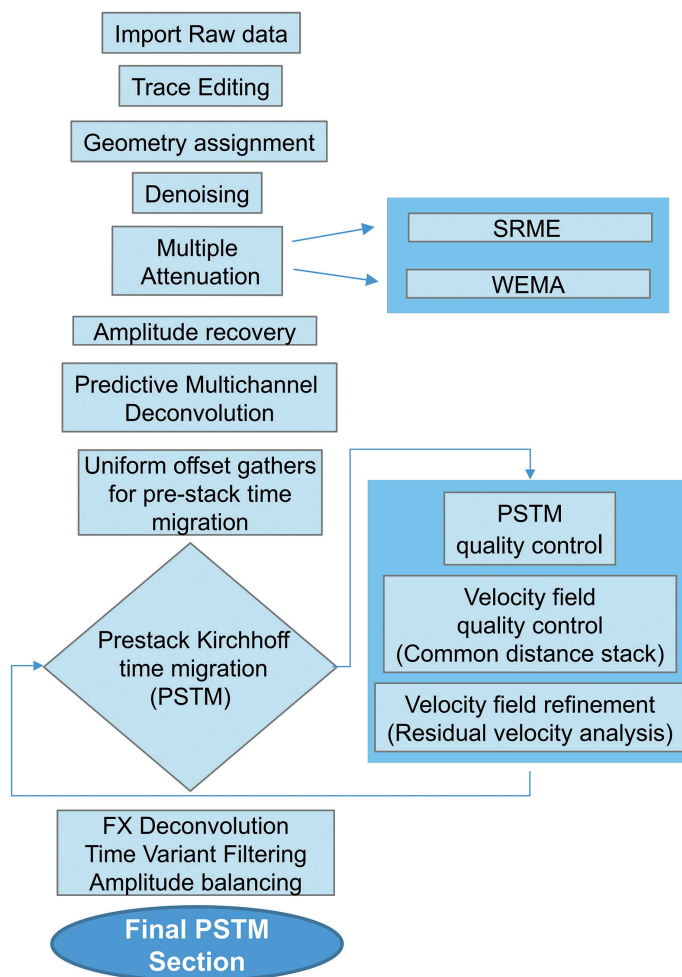 Import Raw data
Trace Editing
Geometry assignment
Denoising
Multiple
Attenuation
SRME
WEMA
Amplitude recovery
Predictive Multichannel
Deconvolution
Uniform offset gathers
for pre-stack time
migration
Prestack Kirchhoff
time migration
(PSTM)
PSTM
quality control
Velocity field
quality control
(Common distance stack)
Velocity field refinement
(Residual velocity analysis)
FX Deconvolution
Time Variant Filtering
Amplitude balancing
Final PSTM
Section